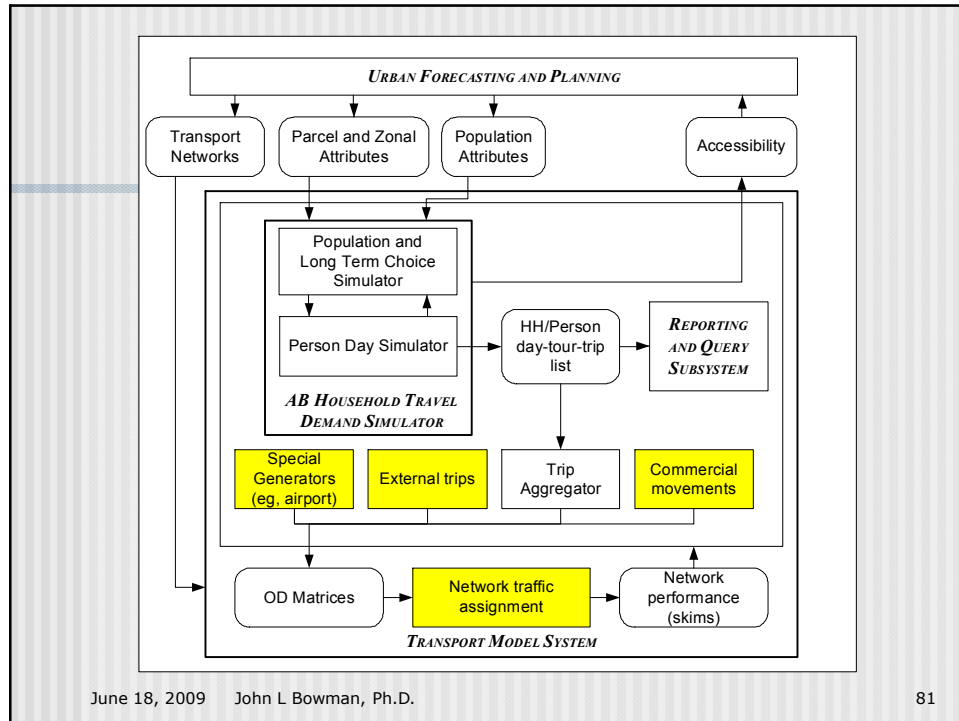 URBAN FORECASTING AND PLANNING
Transport
Networks
Parcel and Zonal
Attributes
Population
Attributes
Accessibility
Population and
Long Term Choice
Simulator
Person Day Simulator
AB HOUSEHOLD TRAVEL
DEMAND SIMULATOR
HH/Person
day-tour-trip
list
REPORTING
AND QUERY
SUBSYSTEM
Special
Generators
(eg, airport)
External trips
Trip
Aggregator
Commercial
movements
OD Matrices
Network traffic
assignment
Network
performance
(skims)
TRANSPORT MODEL SYSTEM
June 18, 2009 John L Bowman, Ph.D. 81